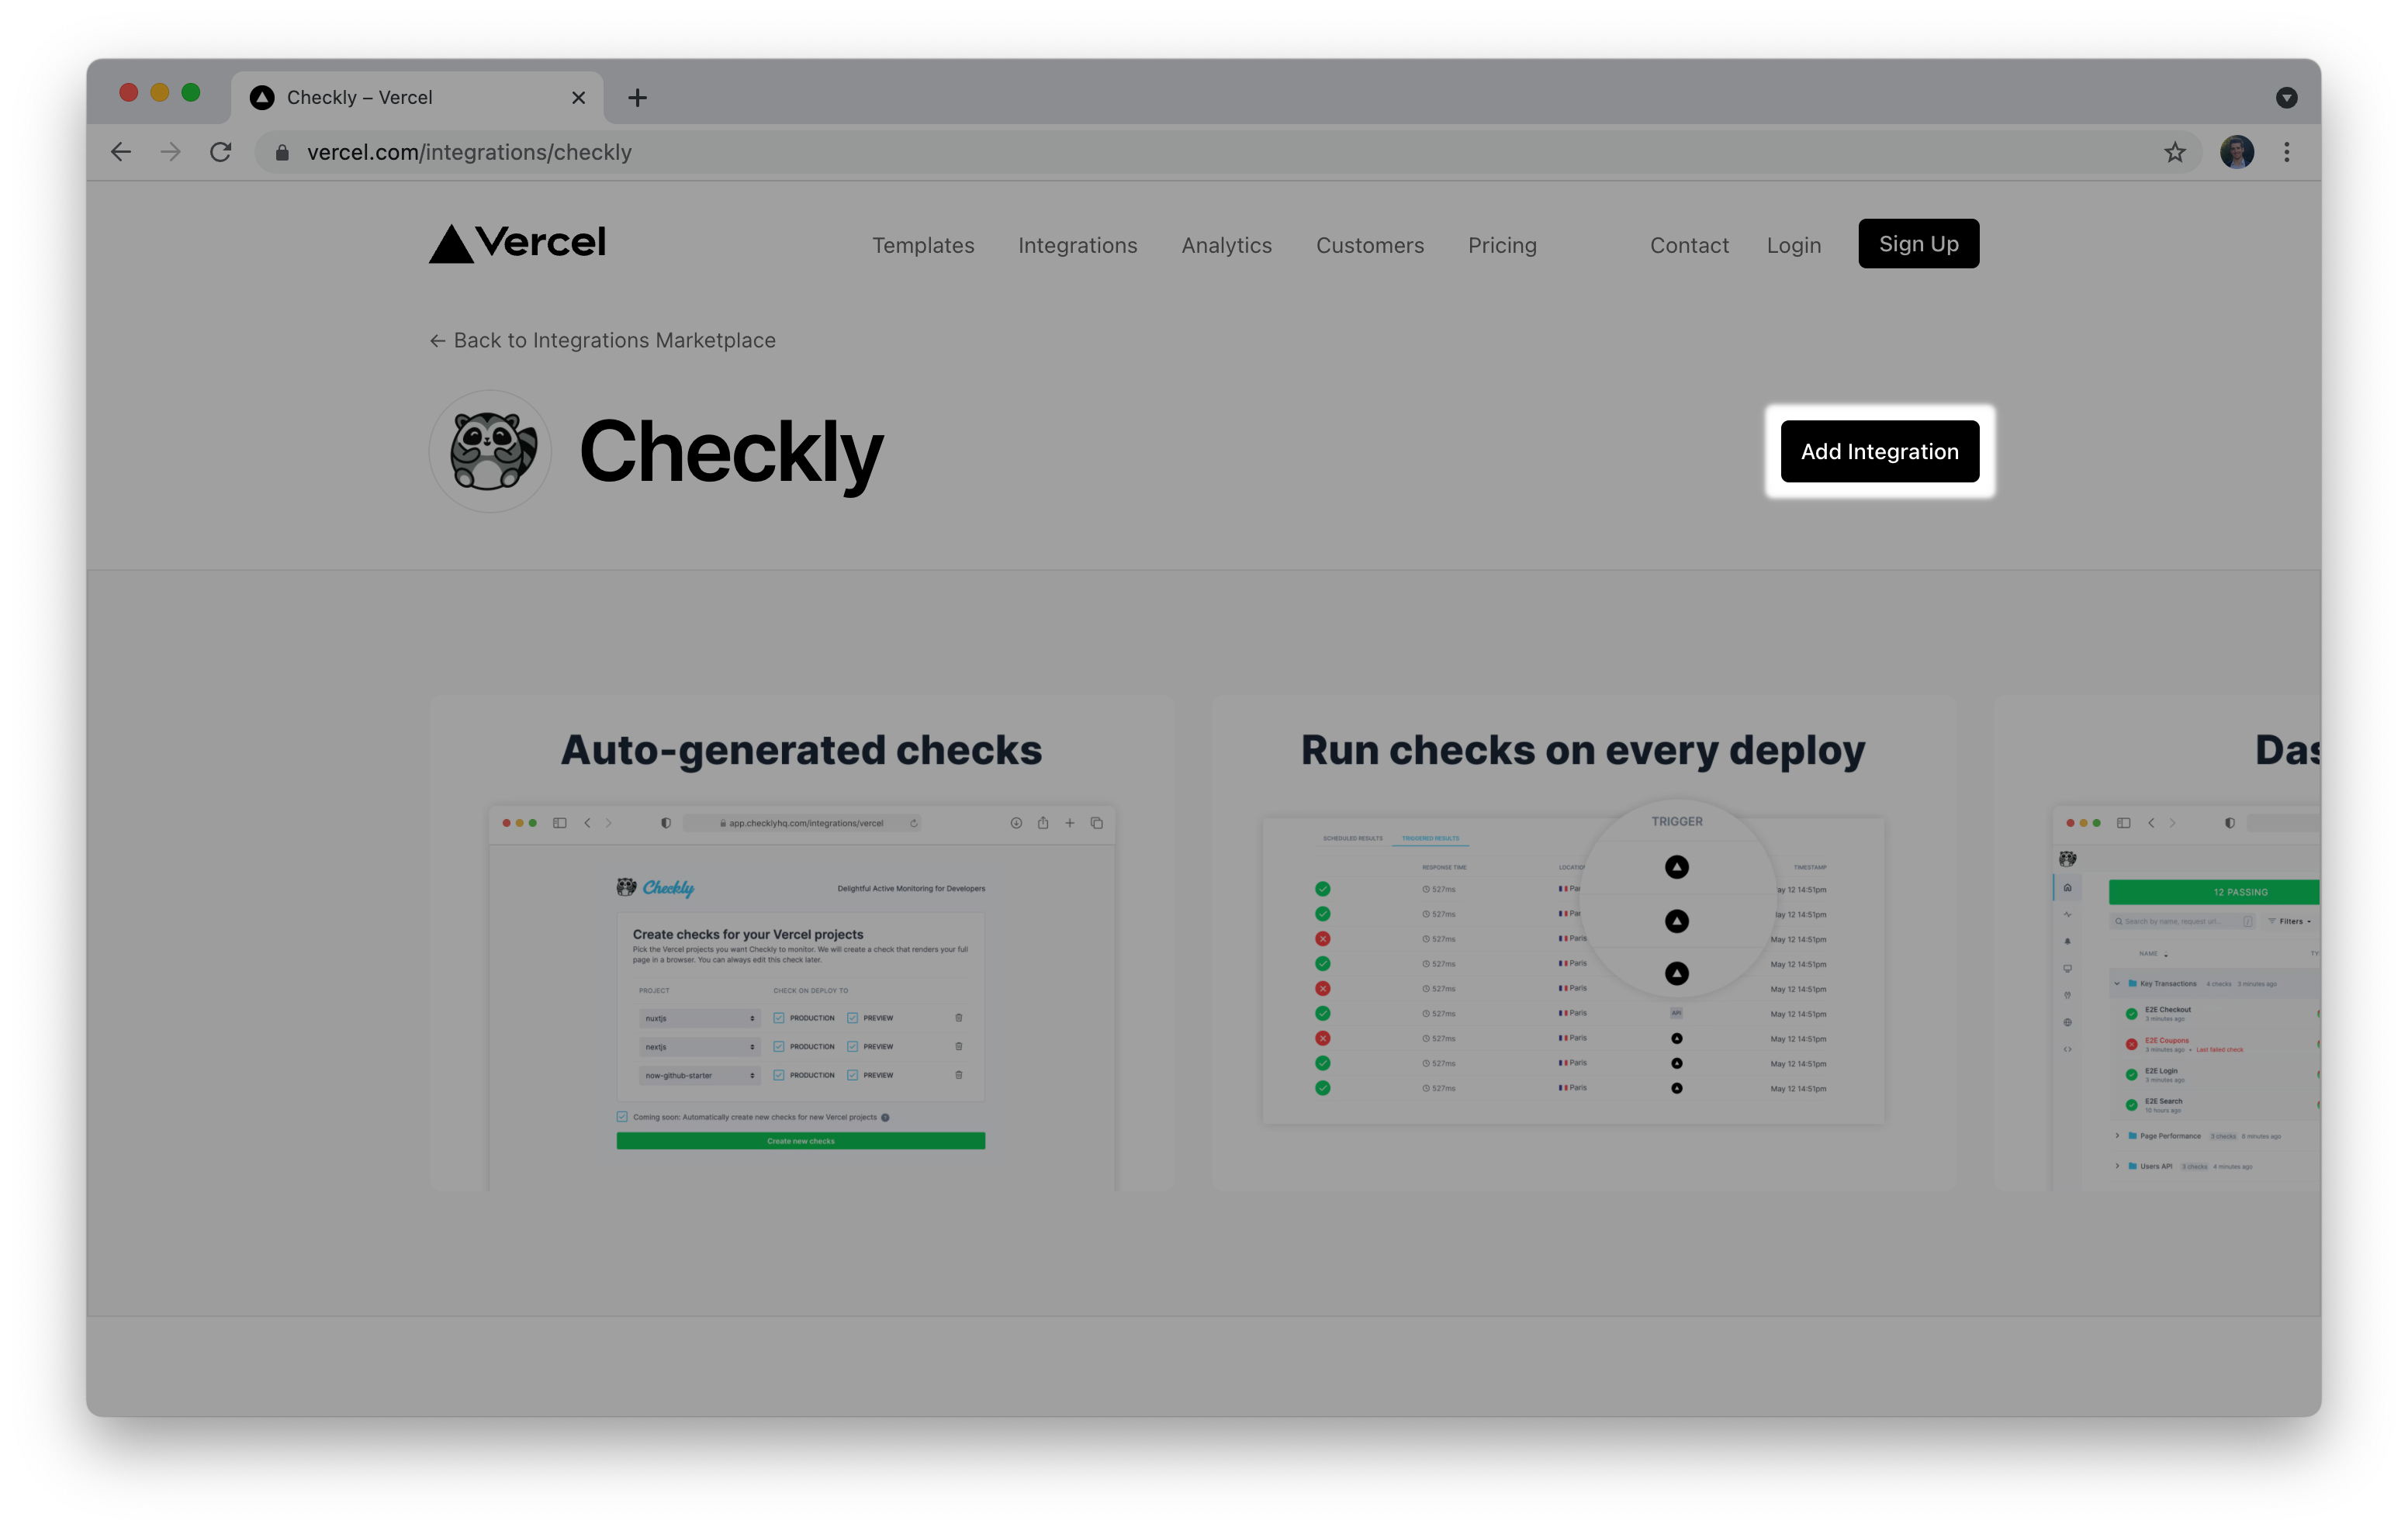 Checkly – Vercel
vercel.com/integrations/checkly
Vercel
Templates Integrations Analytics Customers Pricing Contact Login Sign Up
← Back to Integrations Marketplace
Checkly
Add Integration
Auto-generated checks
app.checklyhq.com/integrations/vercel
Checkly
Delightful Active Monitoring for Developers
Create checks for your Vercel projects
Pick the Vercel projects you want Checkly to monitor. We will create a check that renders your full
page in a browser. You can always edit this check later.
PROJECT CHECK ON DEPLOY TO
nuxtjs PRODUCTION PREVIEW
nextjs PRODUCTION PREVIEW
now-github-starter PRODUCTION PREVIEW
Coming soon: Automatically create new checks for new Vercel projects
Create new checks
Run checks on every deploy
SCHEDULED RESULTS TRIGGERED RESULTS
TRIGGER
RESPONSE TIME LOCATIO TIMESTAMP
527ms Par ay 12 14:51pm
527ms Par lay 12 14:51pm
527ms Paris May 12 14:51pm
527ms Paris May 12 14:51pm
527ms Paris May 12 14:51pm
527ms Paris API May 12 14:51pm
527ms Paris May 12 14:51pm
527ms Paris May 12 14:51pm
527ms Paris May 12 14:51pm
Das
12 PASSING
Search by name, request url... / Filters
NAME TY
Key Transactions 4 checks 3 minutes ago
E2E Checkout
3 minutes ago
E2E Coupons
3 minutes ago • Last failed check
E2E Login
3 minutes ago
E2E Search
10 hours ago
Page Performance 3 checks 8 minutes ago
Users API 3 checks 4 minutes ago